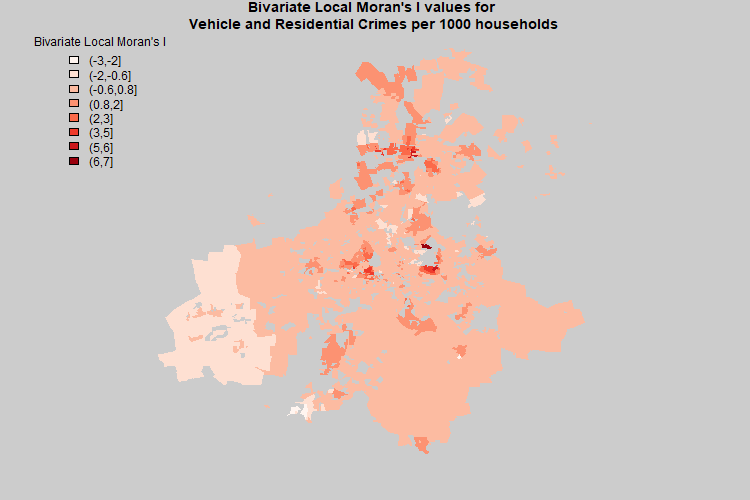 Bivariate Local Moran's I values for
Vehicle and Residential Crimes per 1000 households
Bivariate Local Moran's I
(-3,-2]
(-2,-0.6]
(-0.6,0.8]
(0.8,2]
(2,3]
(3,5]
(5,6]
(6,7]